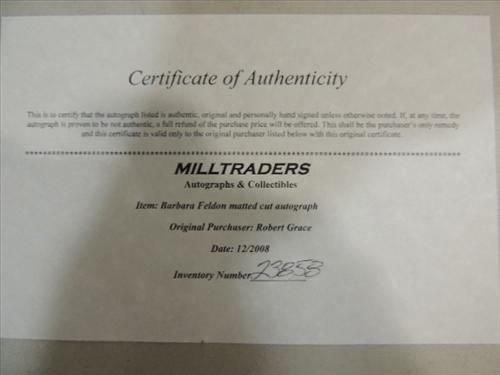 Certificate of Authenticity
This is to certify that the autograph listed is authentic, original and personally hand signed unless otherwise noted. If, at any time, the
autograph is proven to be not authentic, a full refund of the purchase price will be offered. This shall be the purchaser's only remedy
and this certificate is valid only to the original purchaser listed below with this original certificate.
MILLTRADERS
Autographs & Collectibles
Item: Barbara Feldon matted cut autograph
Original Purchaser: Robert Grace
Date: 12/2008
Inventory Number 23858